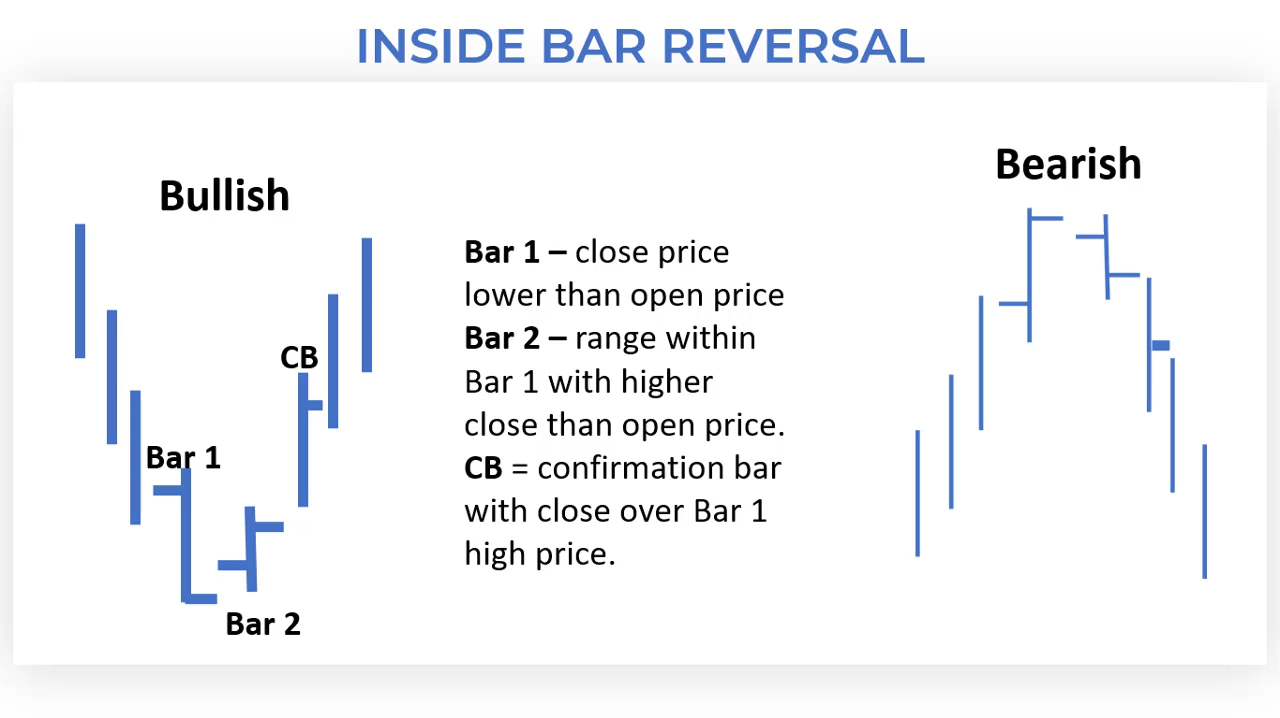 INSIDE BAR REVERSAL
Bullish
CB
Bar 1
Bar 2
Bar 1 – close price
lower than open price
Bar 2 – range within
Bar 1 with higher
close than open price.
CB = confirmation bar
with close over Bar 1
high price.
Bearish